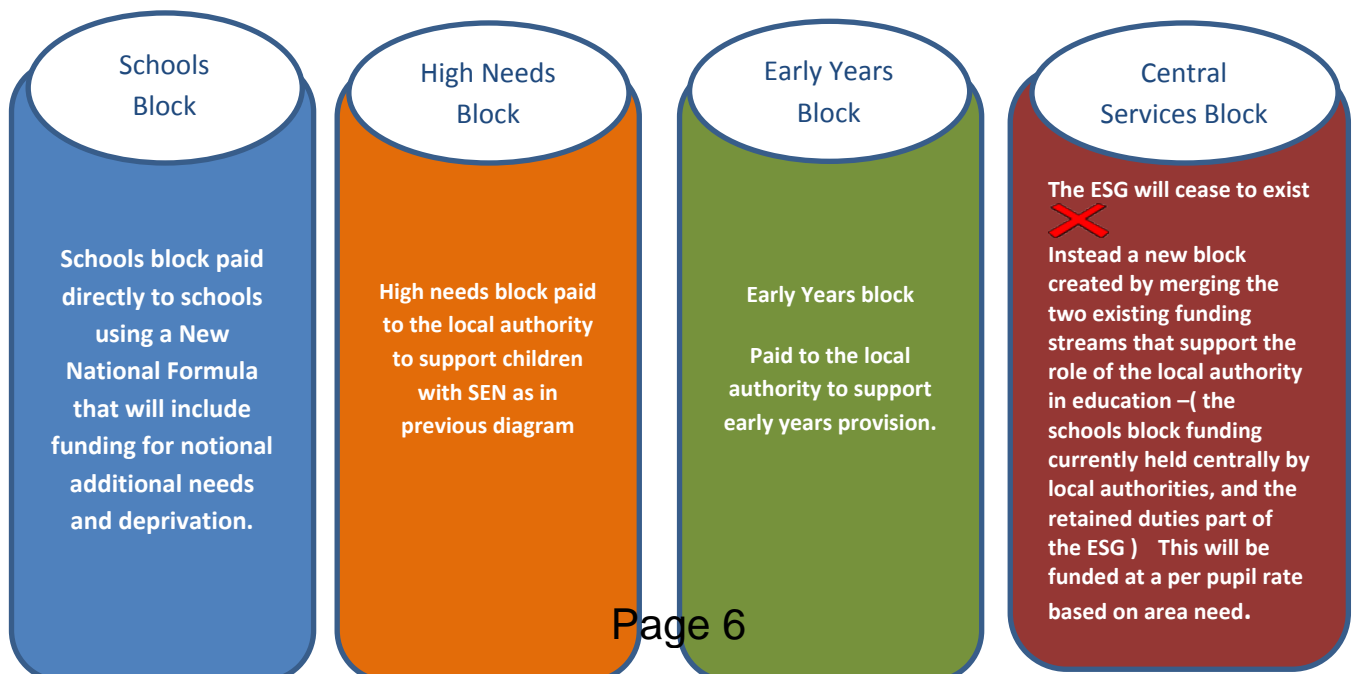 Schools
Block
Schools block paid
directly to schools
using a New
National Formula
that will include
funding for notional
additional needs
and deprivation.
High Needs
Block
High needs block paid
to the local authority
to support children
with SEN as in
previous diagram
Early Years
Block
Early Years block
Paid to the local
authority to support
early years provision.
Central
Services Block
The ESG will cease to exist
Instead a new block
created by merging the
two existing funding
streams that support the
role of the local authority
in education –( the
schools block funding
currently held centrally by
local authorities, and the
retained duties part of
the ESG ) This will be
funded at a per pupil rate
based on area need.
Page 6